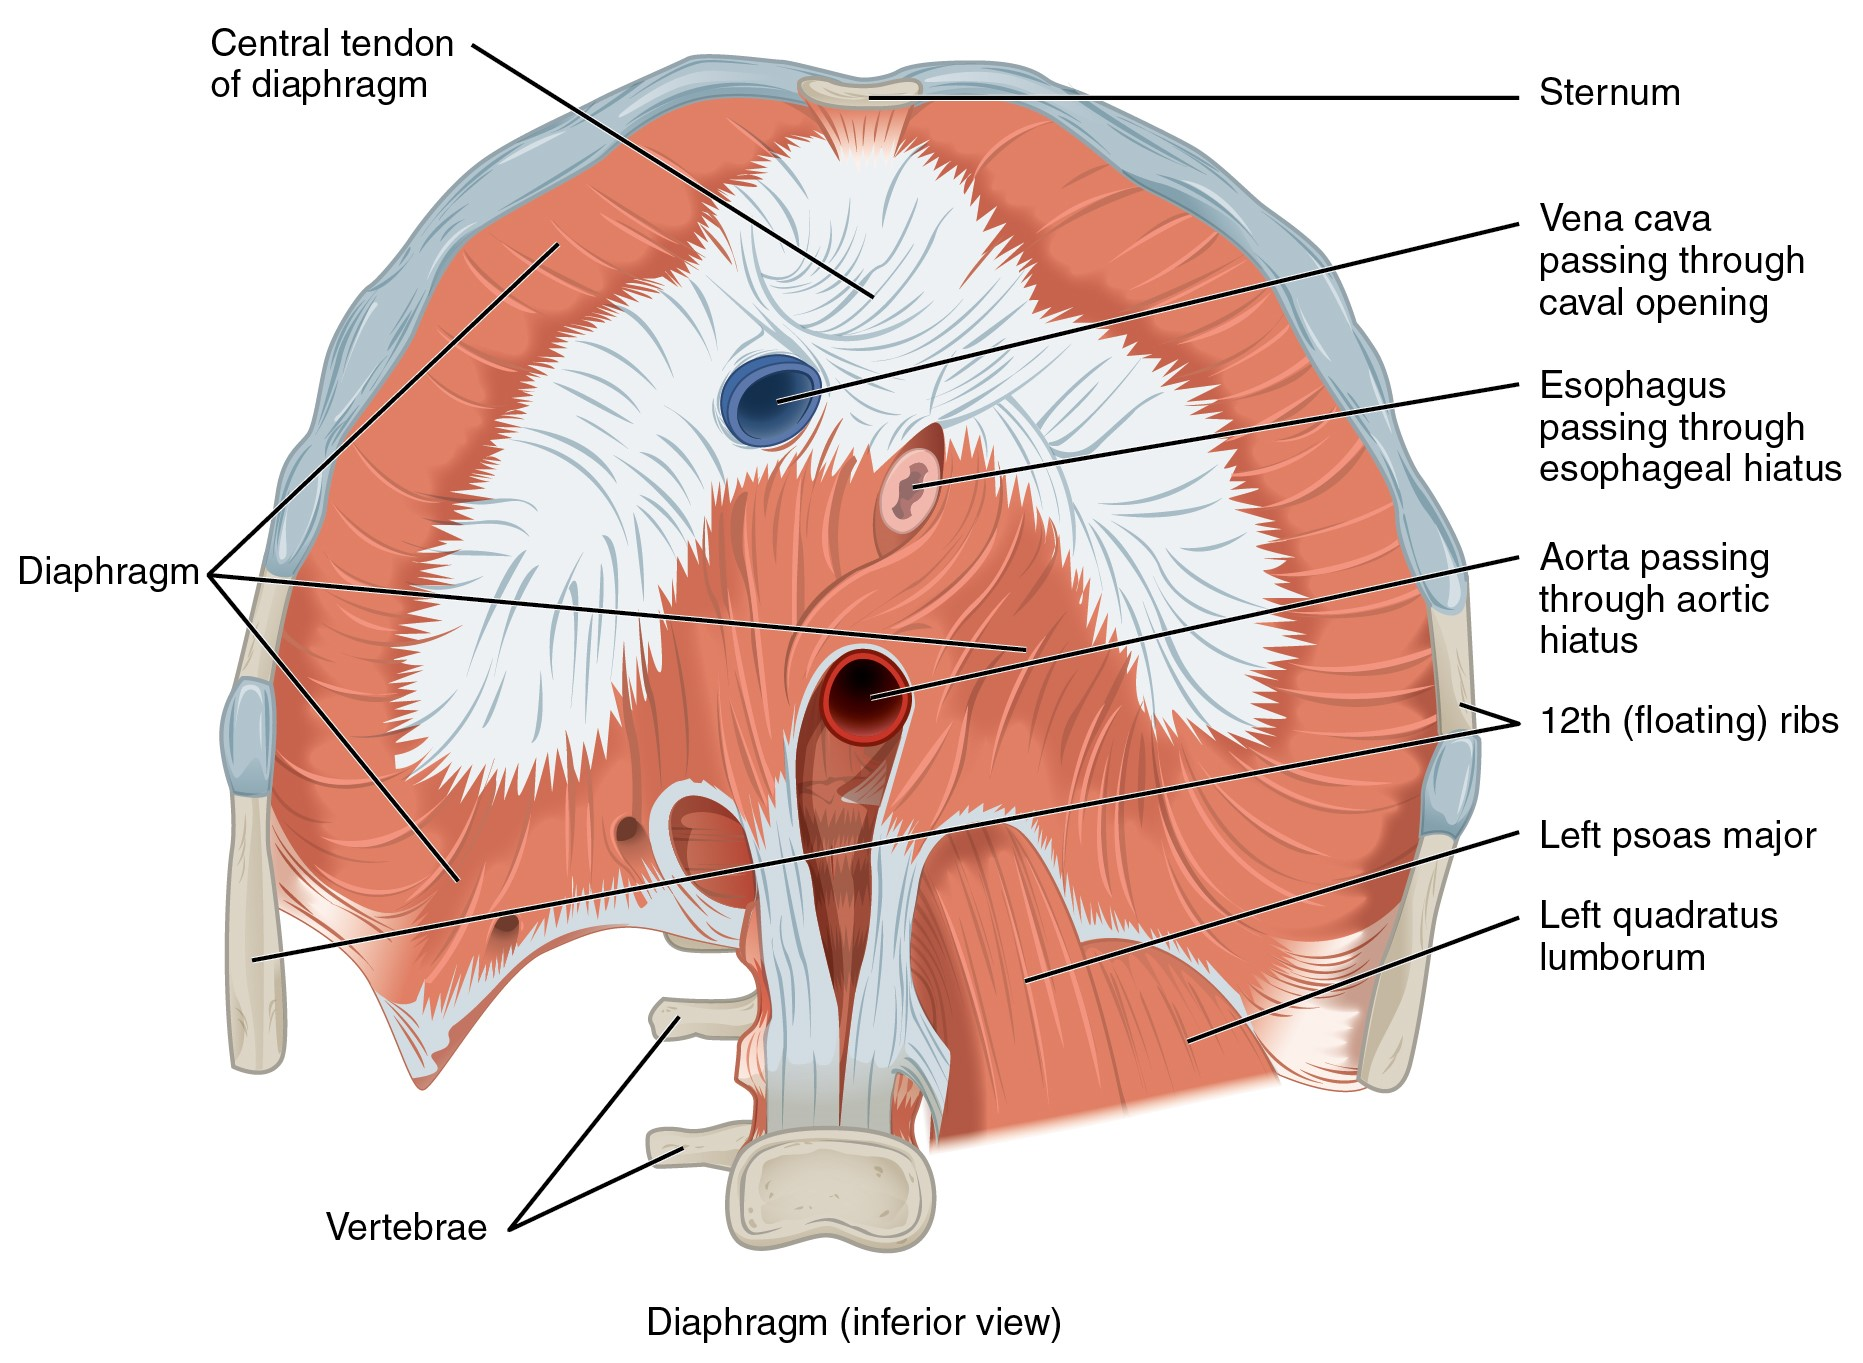 Central tendon
of diaphragm
Sternum
Vena cava
passing through
caval opening
Esophagus
passing through
esophageal hiatus
Diaphragm
Aorta passing
through aortic
hiatus
12th (floating) ribs
Left psoas major
Left quadratus
lumborum
Vertebrae
Diaphragm (inferior view)